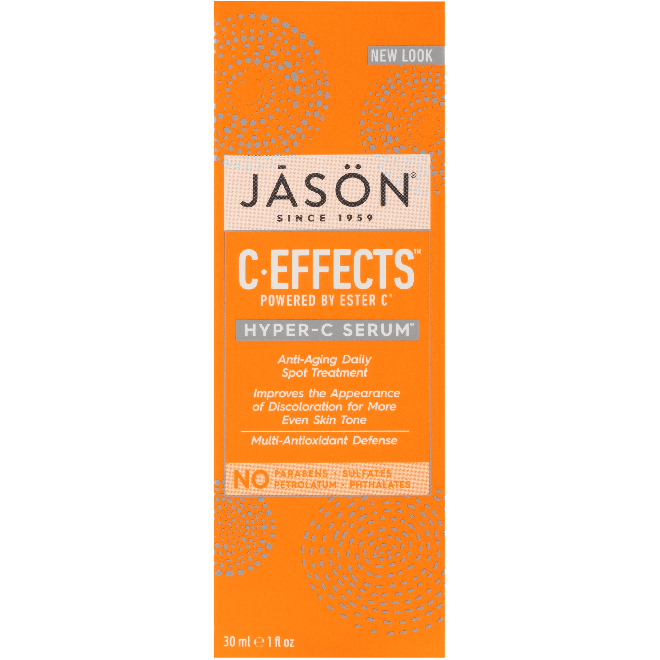 NEW LOOK
JĀSÖN®
SINCE 1959
C·EFFECTS™
POWERED BY ESTER C®
HYPER-C SERUM™
Anti-Aging Daily
Spot Treatment
Improves the Appearance
of Discoloration for More
Even Skin Tone
Multi-Antioxidant Defense
NO PARABENS · SULFATES
PETROLATUM · PHTHALATES
30 ml ℮ 1 fl oz